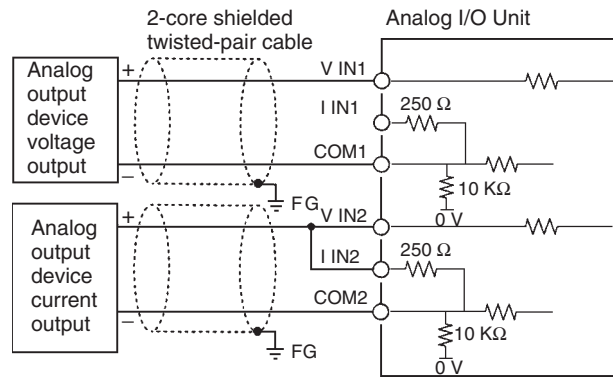 2-core shielded
twisted-pair cable
Analog I/O Unit
Analog
output
device
voltage
output
+
−
V IN1
I IN1
250 Ω
COM1
10 KΩ
0 V
FG
Analog
output
device
current
output
+
−
V IN2
I IN2
250 Ω
COM2
10 KΩ
0 V
FG